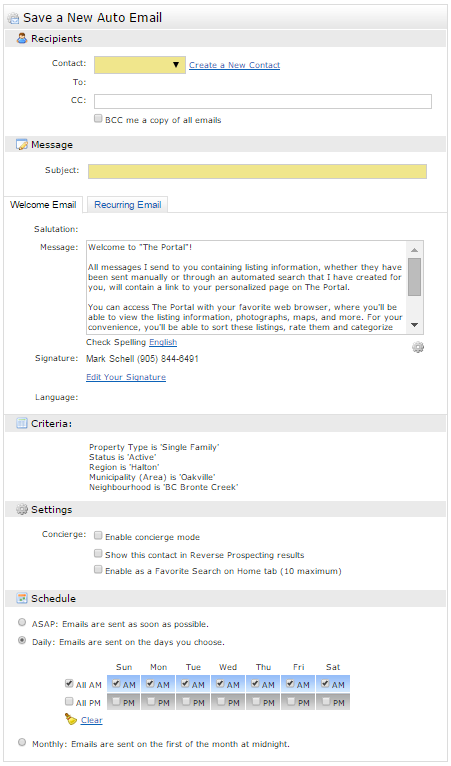 Save a New Auto Email
Recipients
Contact: Create a New Contact
To:
CC:
BCC me a copy of all emails
Message
Subject:
Welcome Email Recurring Email
Salutation:
Message: Welcome to "The Portal"!
All messages I send to you containing listing information, whether they have
been sent manually or through an automated search that I have created for
you, will contain a link to your personalized page on The Portal.
You can access The Portal with your favorite web browser, where you'll be
able to view the listing information, photographs, maps, and more. For your
convenience, you'll be able to sort these listings, rate them and categorize
Check Spelling English
Signature: Mark Schell (905) 844-6491
Edit Your Signature
Language:
Criteria:
Property Type is 'Single Family'
Status is 'Active'
Region is 'Halton'
Municipality (Area) is 'Oakville'
Neighbourhood is 'BC Bronte Creek'
Settings
Concierge: Enable concierge mode
Show this contact in Reverse Prospecting results
Enable as a Favorite Search on Home tab (10 maximum)
Schedule
ASAP: Emails are sent as soon as possible.
Daily: Emails are sent on the days you choose.
Sun Mon Tue Wed Thu Fri Sat
All AM AM AM AM AM AM AM AM
All PM PM PM PM PM PM PM PM
Clear
Monthly: Emails are sent on the first of the month at midnight.